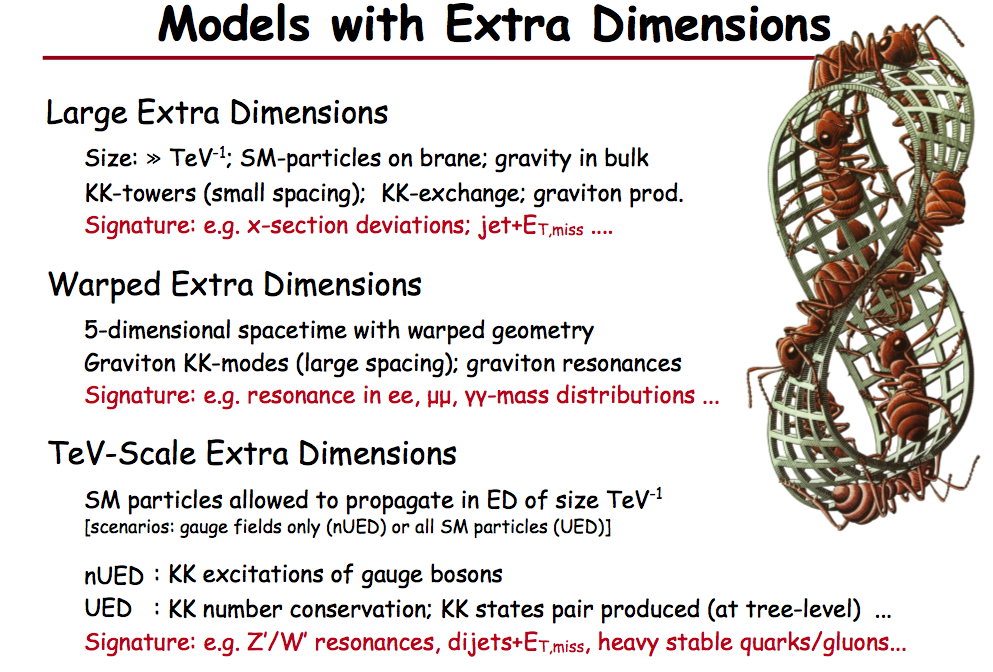 Models with Extra Dimensions
Large Extra Dimensions
Size: » TeV⁻¹; SM-particles on brane; gravity in bulk
KK-towers (small spacing); KK-exchange; graviton prod.
Signature: e.g. x-section deviations; jet+E_T,miss ....
Warped Extra Dimensions
5-dimensional spacetime with warped geometry
Graviton KK-modes (large spacing); graviton resonances
Signature: e.g. resonance in ee, μμ, γγ-mass distributions ...
TeV-Scale Extra Dimensions
SM particles allowed to propagate in ED of size TeV⁻¹
[scenarios: gauge fields only (nUED) or all SM particles (UED)]
nUED : KK excitations of gauge bosons
UED : KK number conservation; KK states pair produced (at tree-level) ...
Signature: e.g. Z'/W' resonances, dijets+E_T,miss, heavy stable quarks/gluons...